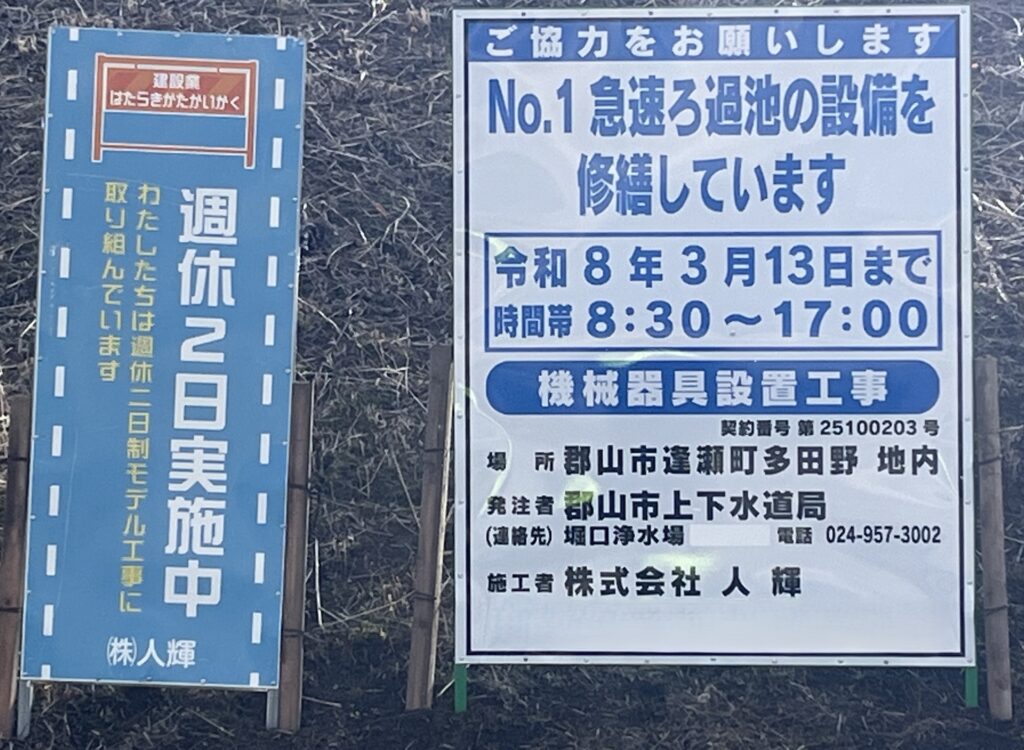 建設業
はたらきかたかいかく
週休2日実施中
わたしたちは週休二日制モデル工事に
取り組んでいます
㈱人輝
ご協力をお願いします
No.1 急速ろ過池の設備を
修繕しています
令和8年3月13日まで
時間帯 8:30～17:00
機械器具設置工事
契約番号 第25100203号
場所 郡山市逢瀬町多田野 地内
発注者 郡山市上下水道局
(連絡先) 堀口浄水場 電話 024-957-3002
施工者 株式会社 人輝